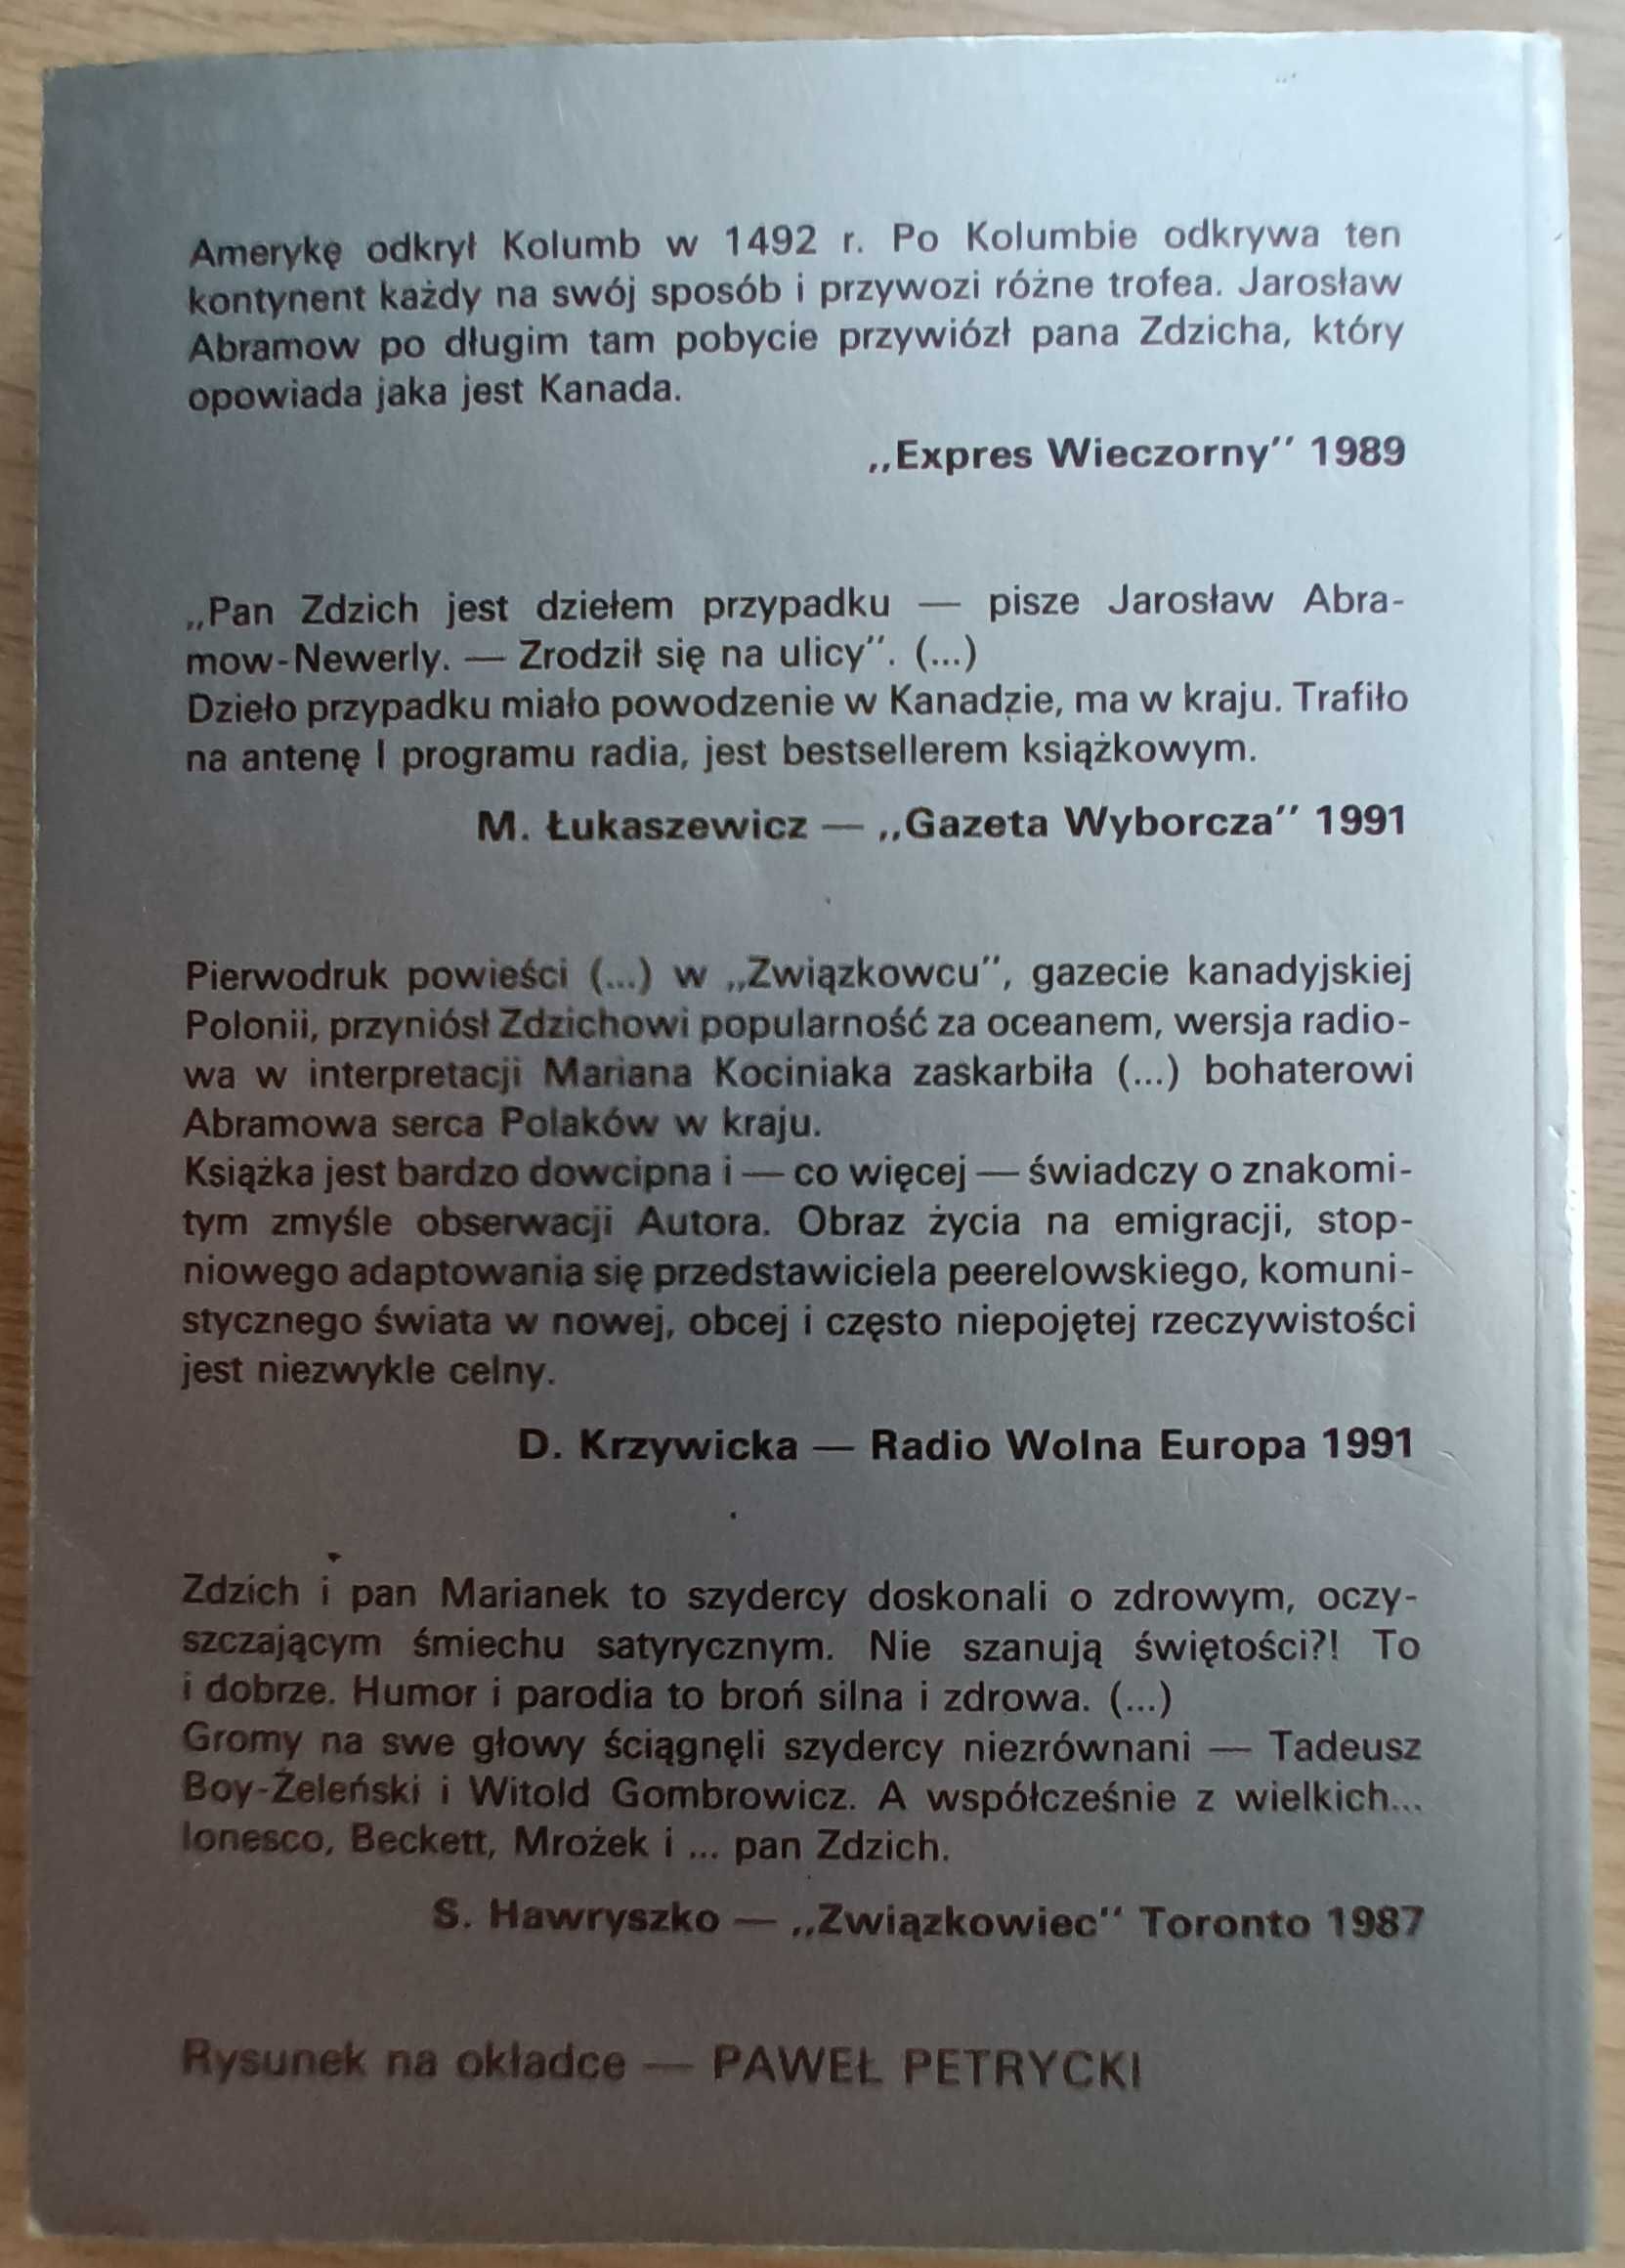 Amerykę odkrył Kolumb w 1492 r. Po Kolumbie odkrywa ten
kontynent każdy na swój sposób i przywozi różne trofea. Jarosław
Abramow po długim tam pobycie przywiózł pana Zdzicha, który
opowiada jaka jest Kanada.
„Expres Wieczorny” 1989
„Pan Zdzich jest dziełem przypadku — pisze Jarosław Abra-
mow-Newerly. — Zrodził się na ulicy”. (...)
Dzieło przypadku miało powodzenie w Kanadzie, ma w kraju. Trafiło
na antenę I programu radia, jest bestsellerem książkowym.
M. Łukaszewicz — „Gazeta Wyborcza” 1991
Pierwodruk powieści (...) w „Związkowcu”, gazecie kanadyjskiej
Polonii, przyniósł Zdzichowi popularność za oceanem, wersja radio-
wa w interpretacji Mariana Kociniaka zaskarbiła (...) bohaterowi
Abramowa serca Polaków w kraju.
Książka jest bardzo dowcipna i — co więcej — świadczy o znakomi-
tym zmyśle obserwacji Autora. Obraz życia na emigracji, stop-
niowego adaptowania się przedstawiciela peerelowskiego, komuni-
stycznego świata w nowej, obcej i często niepojętej rzeczywistości
jest niezwykle celny.
D. Krzywicka — Radio Wolna Europa 1991
Zdzich i pan Marianek to szydercy doskonali o zdrowym, oczy-
szczającym śmiechu satyrycznym. Nie szanują świętości?! To
i dobrze. Humor i parodia to broń silna i zdrowa. (...)
Gromy na swe głowy ściągnęli szydercy niezrównani — Tadeusz
Boy-Żeleński i Witold Gombrowicz. A współcześnie z wielkich...
Ionesco, Beckett, Mrożek i ... pan Zdzich.
S. Hawryszko — „Związkowiec” Toronto 1987
Rysunek na okładce — PAWEŁ PETRYCKI